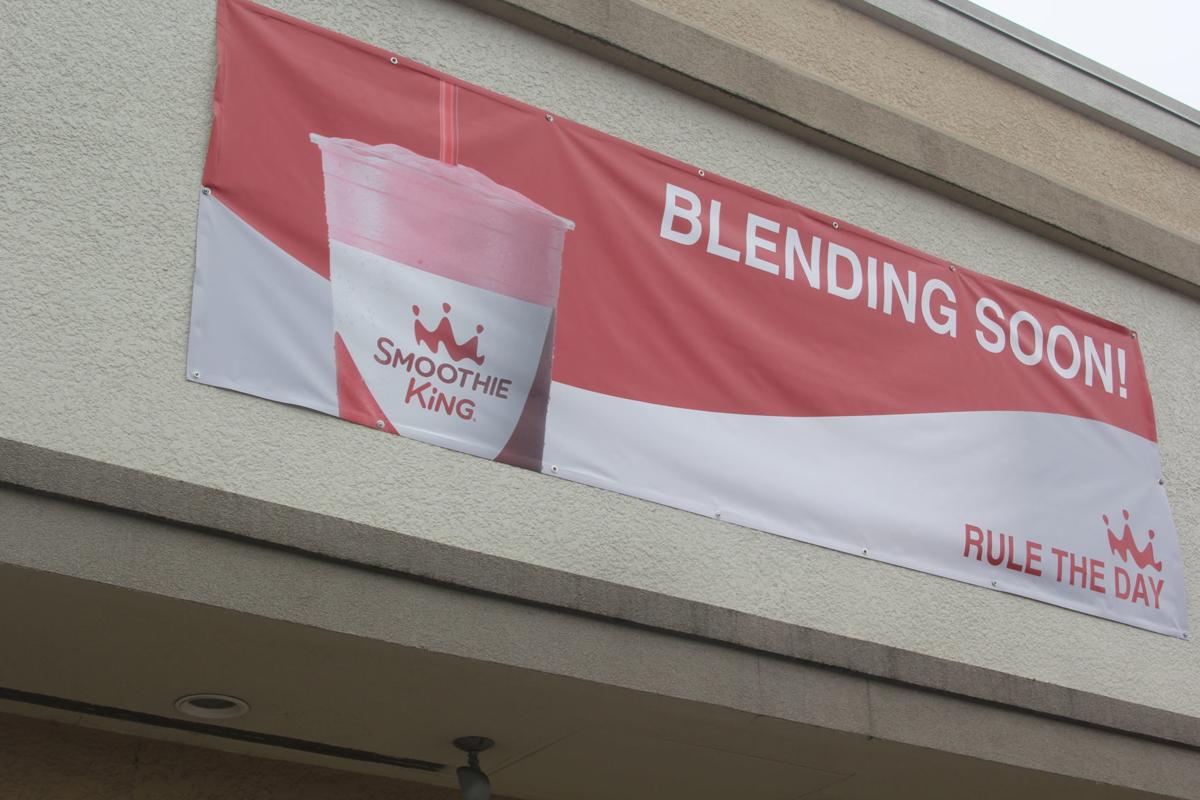 BLENDING SOON!
SMOOTHIE
KiNG
RULE THE DAY